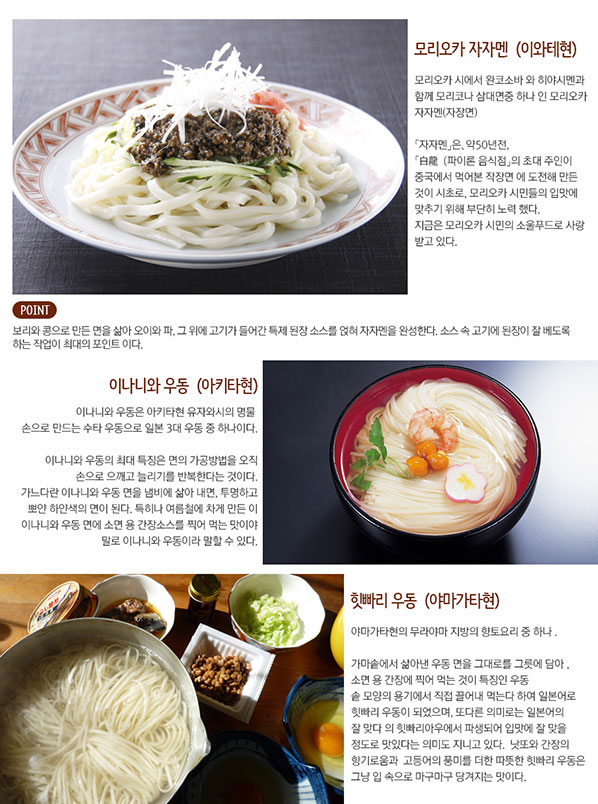 모리오카 자자멘 (이와테현)
모리오카 시에서 완코소바 와 히야시멘과
함께 모리코나 삼대면중 하나 인 모리오카
자자멘(자장면)
「자자멘」은, 약50년전,
「白龍 (파이론 음식점」의 초대 주인이
중국에서 먹어본 작장면 에 도전해 만든
것이 시초로, 모리오카 시민들의 입맛에
맞추기 위해 부단히 노력 했다.
지금은 모리오카 시민의 소울푸드로 사랑
받고 있다.
POINT
보리와 콩으로 만든 면을 삶아 오이와 파, 그 위에 고기가 들어간 특제 된장 소스를 얹혀 자자멘을 완성한다. 소스 속 고기에 된장이 잘 베도록
하는 작업이 최대의 포인트 이다.
이나니와 우동 (아키타현)
이나니와 우동은 아키타현 유자와시의 명물
손으로 만드는 수타 우동으로 일본 3대 우동 중 하나이다.
이나니와 우동의 최대 특징은 면의 가공방법을 오직
손으로 으깨고 늘리기를 반복한다는 것이다.
가느다란 이나니와 우동 면을 냄비에 삶아 내면, 투명하고
뽀얀 하얀색의 면이 된다. 특히나 여름철에 차게 만든 이
이나니와 우동 면에 소면 용 간장소스를 찍어 먹는 맛이야
말로 이나니와 우동이라 말할 수 있다.
힛빠리 우동 (야마가타현)
야마가타현의 무라야마 지방의 향토요리 중 하나 .
가마솥에서 삶아낸 우동 면을 그대로를 그릇에 담아 ,
소면 용 간장에 찍어 먹는 것이 특징인 우동
솥 모양의 용기에서 직접 끌어내 먹는다 하여 일본어로
힛빠리 우동이 되었으며, 또다른 의미로는 일본어의
잘 맞다 의 힛빠리아우에서 파생되어 입맛에 잘 맞을
정도로 맛있다는 의미도 지니고 있다. 낫또와 간장의
향기로움과 고등어의 풍미를 더한 따뜻한 힛빠리 우동은
그냥 입 속으로 마구마구 당겨지는 맛이다.